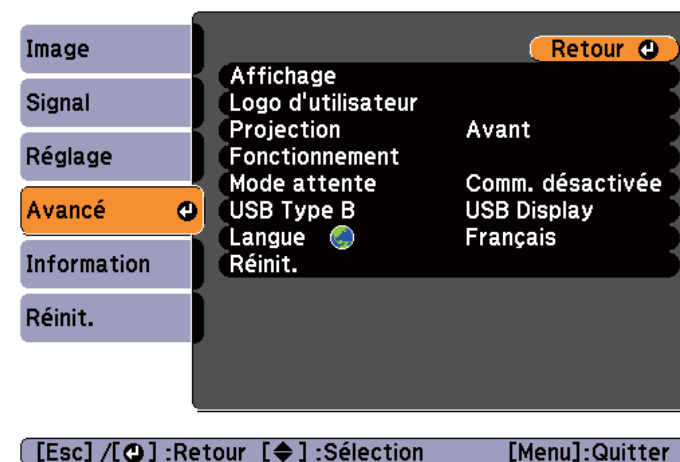 Image
Signal
Réglage
Avancé
Information
Réinit.
Retour
Affichage
Logo d'utilisateur
Projection Avant
Fonctionnement
Mode attente Comm. désactivée
USB Type B USB Display
Langue Français
Réinit.
[Esc] /[ ] :Retour [ ] :Sélection [Menu]:Quitter